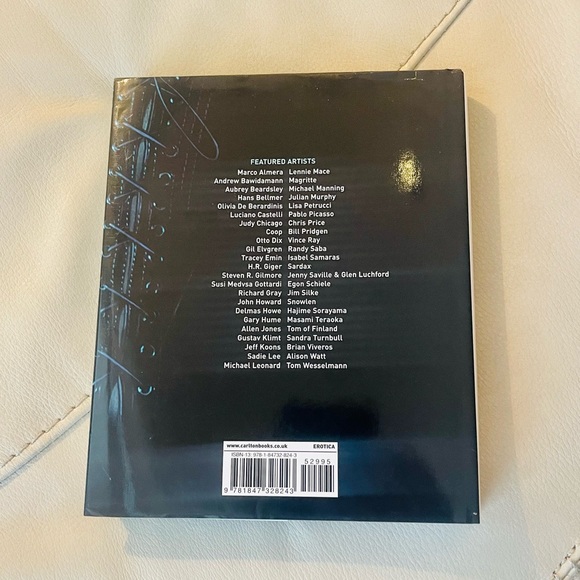 FEATURED ARTISTS
Marco Almera Lennie Mace
Andrew Bawidamann Magritte
Aubrey Beardsley Michael Manning
Hans Bellmer Julian Murphy
Olivia De Berardinis Lisa Petrucci
Luciano Castelli Pablo Picasso
Judy Chicago Chris Price
Coop Bill Pridgen
Otto Dix Vince Ray
Gil Elvgren Randy Saba
Tracey Emin Isabel Samaras
H.R. Giger Sardax
Steven R. Gilmore Jenny Saville & Glen Luchford
Susi Medvsa Gottardi Egon Schiele
Richard Gray Jim Silke
John Howard Snowlen
Delmas Howe Hajime Sorayama
Gary Hume Masami Teraoka
Allen Jones Tom of Finland
Gustav Klimt Sandra Turnbull
Jeff Koons Brian Viveros
Sadie Lee Alison Watt
Michael Leonard Tom Wesselmann
www.carltonbooks.co.uk EROTICA
ISBN 13: 978-1-84732-824-3
52995
9 781847 328243